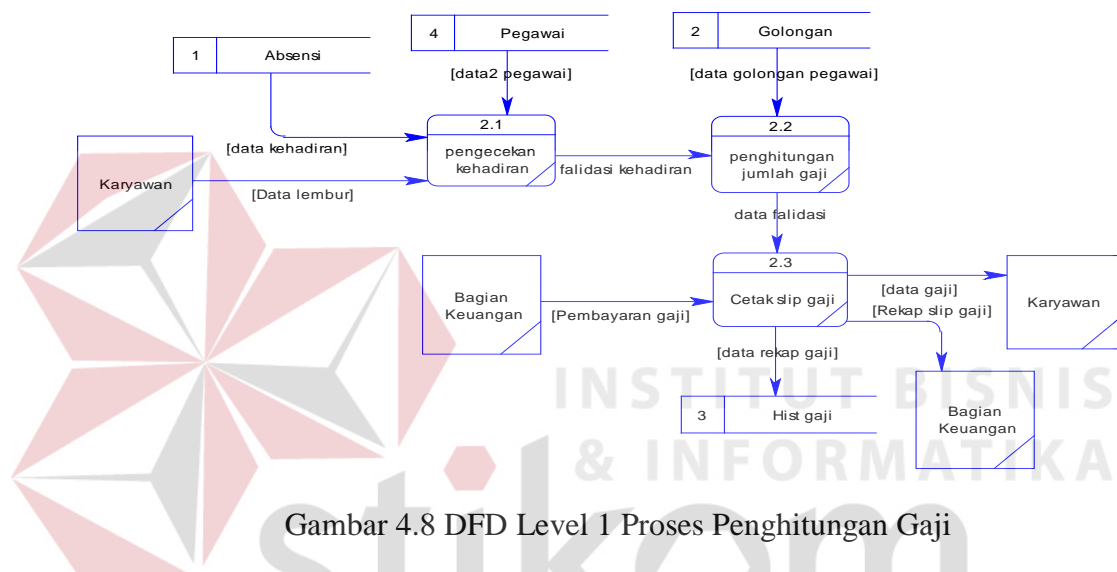 4 Pegawai
2 Golongan
1 Absensi
[data2 pegawai]
[data golongan pegawai]
2.1
pengecekan
kehadiran
2.2
penghitungan
jumlah gaji
[data kehadiran]
falidasi kehadiran
Karyawan
[Data lembur]
data falidasi
2.3
Cetak slip gaji
Bagian
Keuangan
[Pembayaran gaji]
[data gaji]
[Rekap slip gaji]
Karyawan
[data rekap gaji]
3 Hist gaji
Bagian
Keuangan
INSTITUT BISNIS
& INFORMATIKA
stikom
Gambar 4.8 DFD Level 1 Proses Penghitungan Gaji